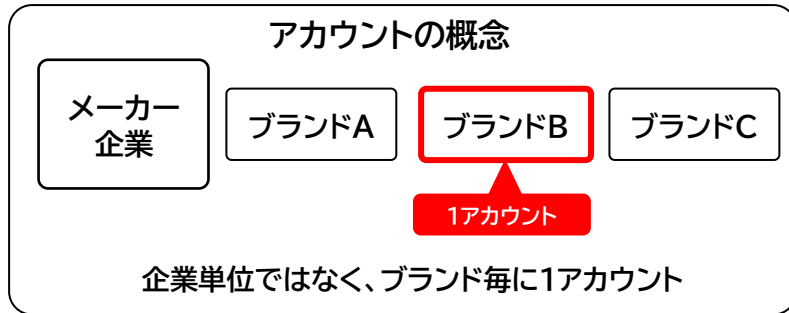 アカウントの概念
メーカー
企業
ブランドA
ブランドB
ブランドC
1アカウント
企業単位ではなく、ブランド毎に1アカウント